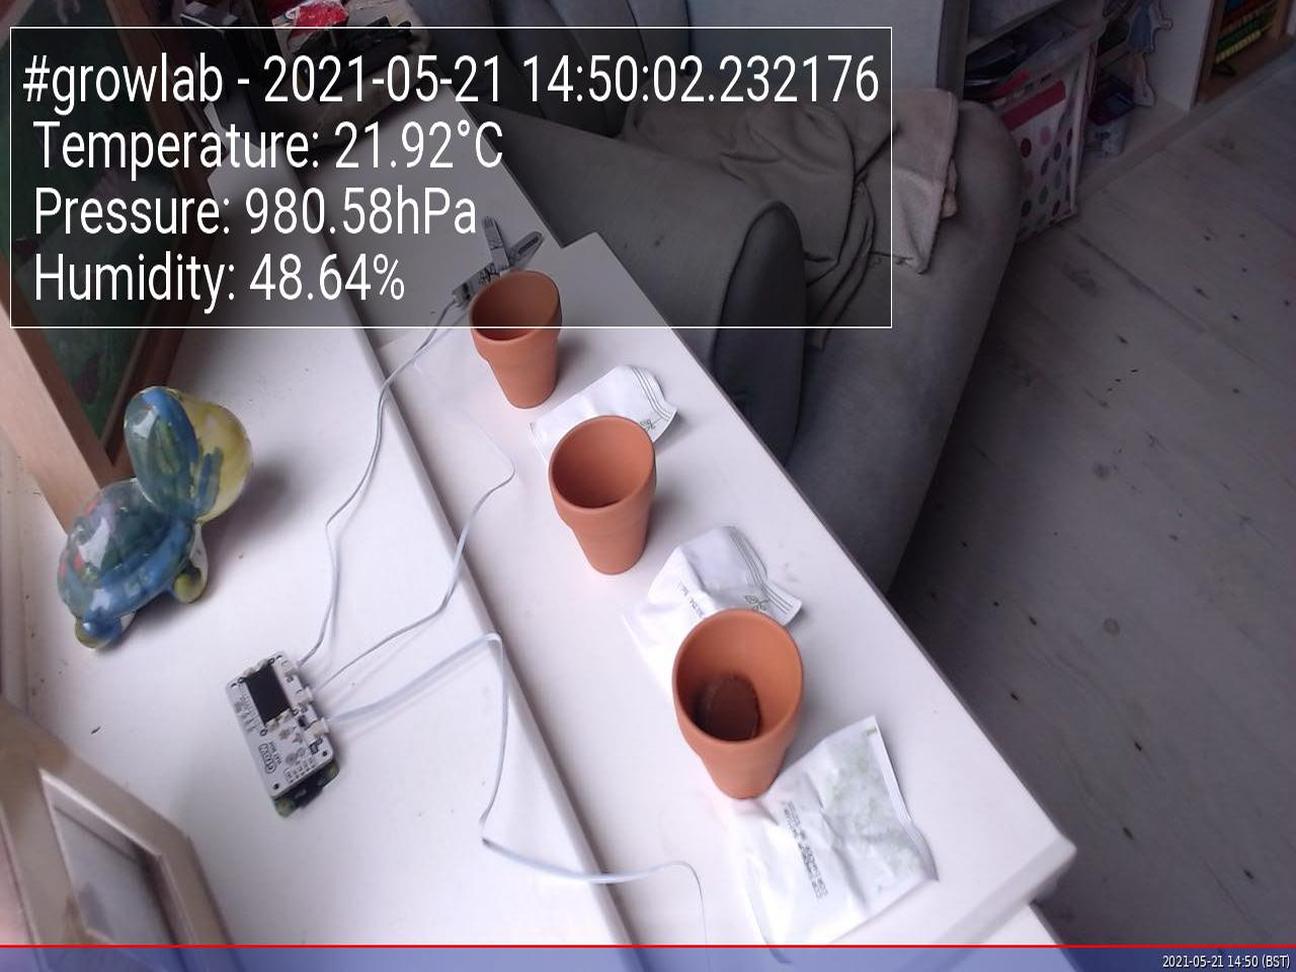 #growlab - 2021-05-21 14:50:02.232176
Temperature: 21.92°C
Pressure: 980.58hPa
Humidity: 48.64%
2021-05-21 14:50 (BST)